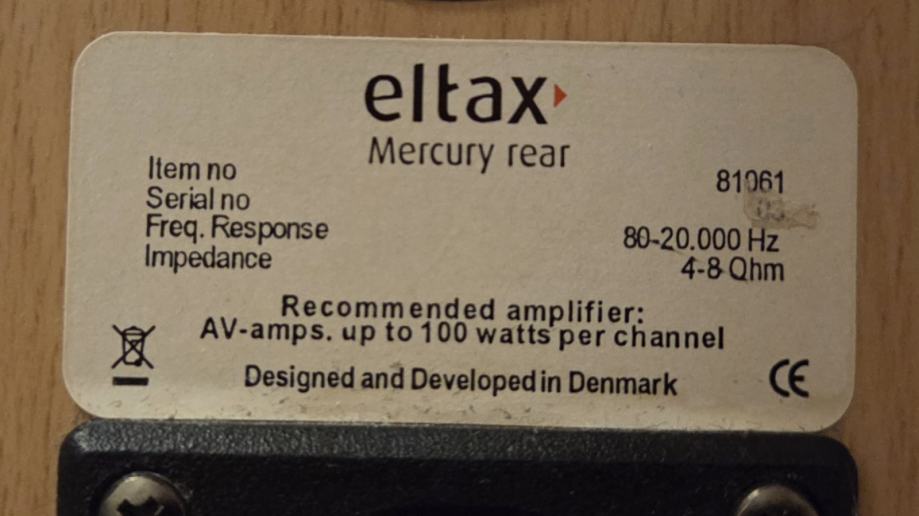 eltax
Mercury rear
Item no 81061
Serial no
Freq. Response 80-20.000 Hz
Impedance 4-8 Qhm
Recommended amplifier:
AV-amps. up to 100 watts per channel
Designed and Developed in Denmark
CE